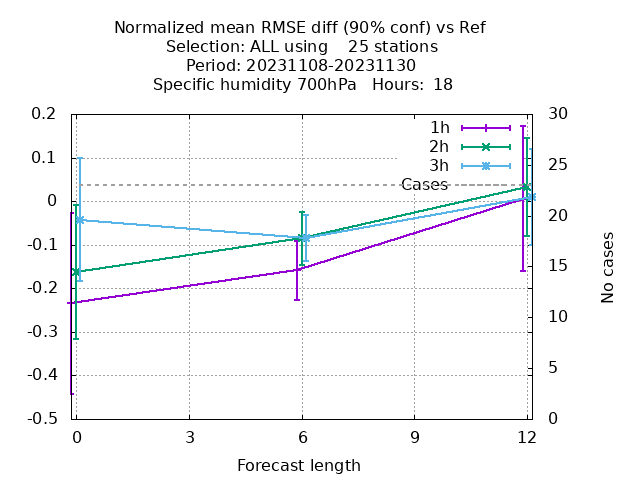 Normalized mean RMSE diff (90% conf) vs Ref
Selection: ALL using    25 stations
Period: 20231108-20231130
Specific humidity 700hPa   Hours:  18
0.2
0.1
0
-0.1
-0.2
-0.3
-0.4
-0.5
30
25
20
15
10
5
0
1h
2h
3h
Cases
No cases
0 3 6 9 12
Forecast length